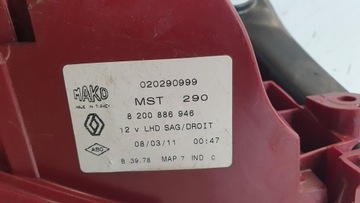 020290999
MAKO
MADE IN TURKEY
MST 290
8 200 886 946
12 v LHD SAG/DROIT
ABG
08/03/11 00:47
B 39.78 MAP 7 IND C